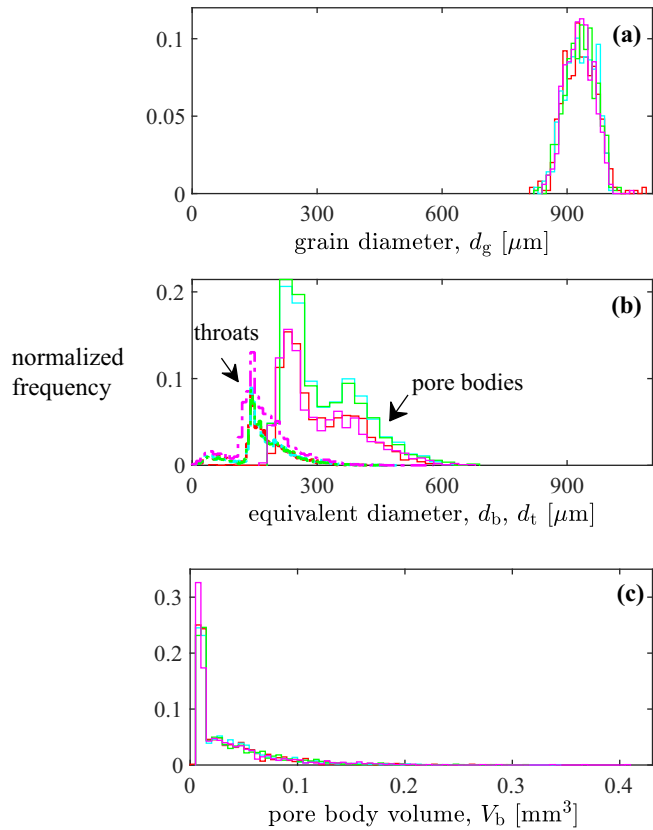 0.1
(a)
0.05
0
0 300 600 900
grain diameter, d_g [μm]
0.2
(b)
throats
normalized
frequency
0.1
pore bodies
0
0 300 600 900
equivalent diameter, d_b, d_t [μm]
0.3
(c)
0.2
0.1
0
0 0.1 0.2 0.3 0.4
pore body volume, V_b [mm³]